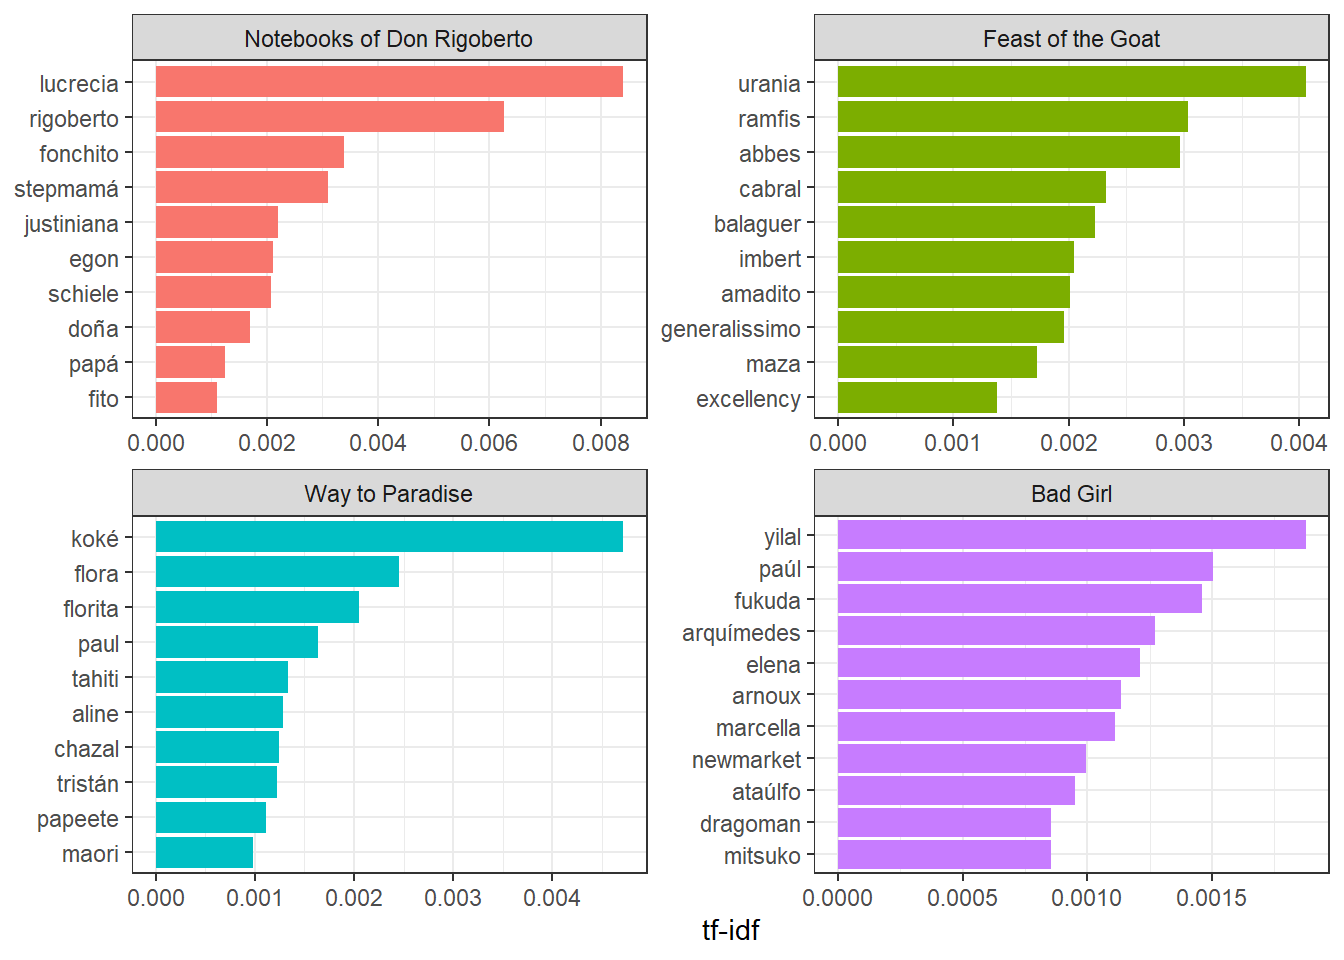 Notebooks of Don Rigoberto
lucrecia
rigoberto
fonchito
stepmamá
justiniana
egon
schiele
doña
papá
fito
0.000 0.002 0.004 0.006 0.008
Feast of the Goat
urania
ramfis
abbes
cabral
balaguer
imbert
amadito
generalissimo
maza
excellency
0.000 0.001 0.002 0.003 0.004
Way to Paradise
koké
flora
florita
paul
tahiti
aline
chazal
tristán
papeete
maori
0.000 0.001 0.002 0.003 0.004
Bad Girl
yilal
paúl
fukuda
arquímedes
elena
arnoux
marcella
newmarket
ataúlfo
dragoman
mitsuko
0.0000 0.0005 0.0010 0.0015
tf-idf